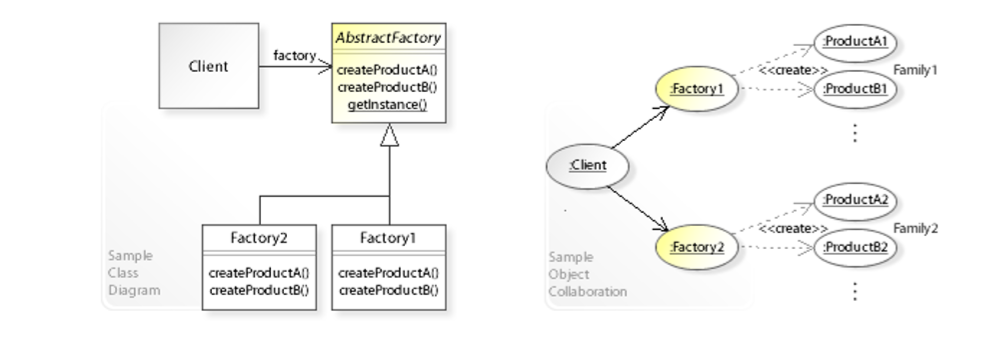 Client
factory
AbstractFactory
createProductA()
createProductB()
getInstance()
Factory2
createProductA()
createProductB()
Factory1
createProductA()
createProductB()
Sample
Class
Diagram
:Client
:Factory1
<<create>>
:ProductA1
:ProductB1
Family1
:Factory2
<<create>>
:ProductA2
:ProductB2
Family2
Sample
Object
Collaboration